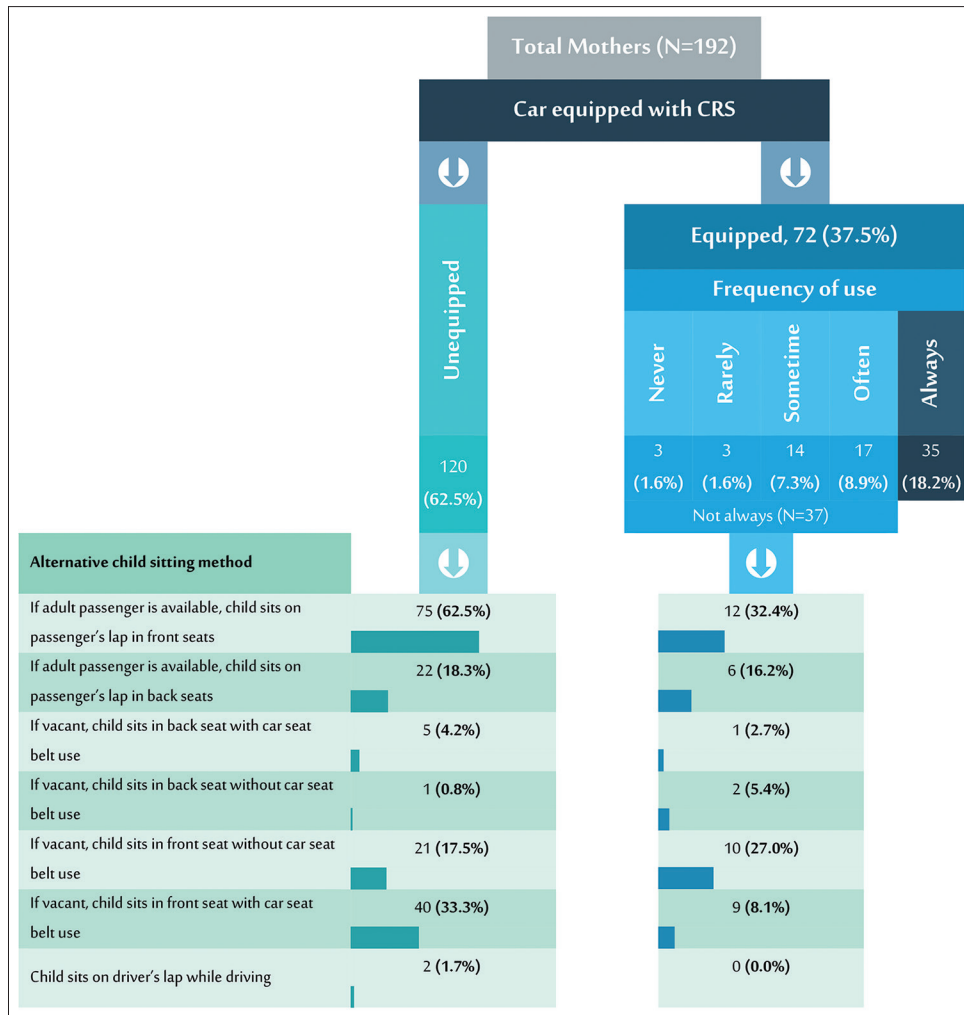 Total Mothers (N=192)
Car equipped with CRS
Unequipped
120
(62.5%)
Equipped, 72 (37.5%)
Frequency of use
Never
Rarely
Sometime
Often
Always
3
3
14
17
35
(1.6%)
(1.6%)
(7.3%)
(8.9%)
(18.2%)
Not always (N=37)
Alternative child sitting method
If adult passenger is available, child sits on
passenger's lap in front seats
75 (62.5%)
12 (32.4%)
If adult passenger is available, child sits on
passenger's lap in back seats
22 (18.3%)
6 (16.2%)
If vacant, child sits in back seat with car seat
belt use
5 (4.2%)
1 (2.7%)
If vacant, child sits in back seat without car seat
belt use
1 (0.8%)
2 (5.4%)
If vacant, child sits in front seat without car seat
belt use
21 (17.5%)
10 (27.0%)
If vacant, child sits in front seat with car seat
belt use
40 (33.3%)
9 (8.1%)
Child sits on driver's lap while driving
2 (1.7%)
0 (0.0%)